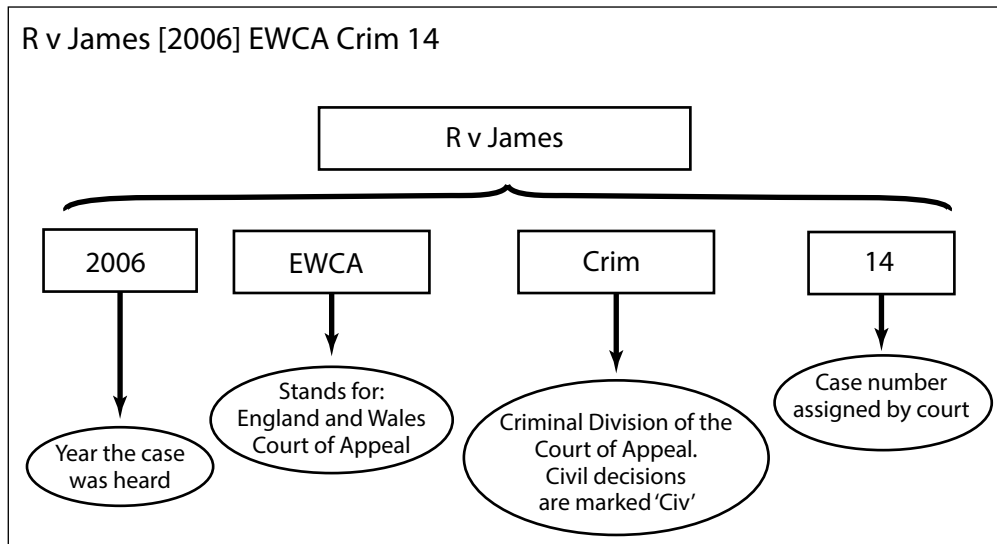 R v James [2006] EWCA Crim 14
R v James
2006
EWCA
Crim
14
Year the case
was heard
Stands for:
England and Wales
Court of Appeal
Criminal Division of the
Court of Appeal.
Civil decisions
are marked ‘Civ’
Case number
assigned by court